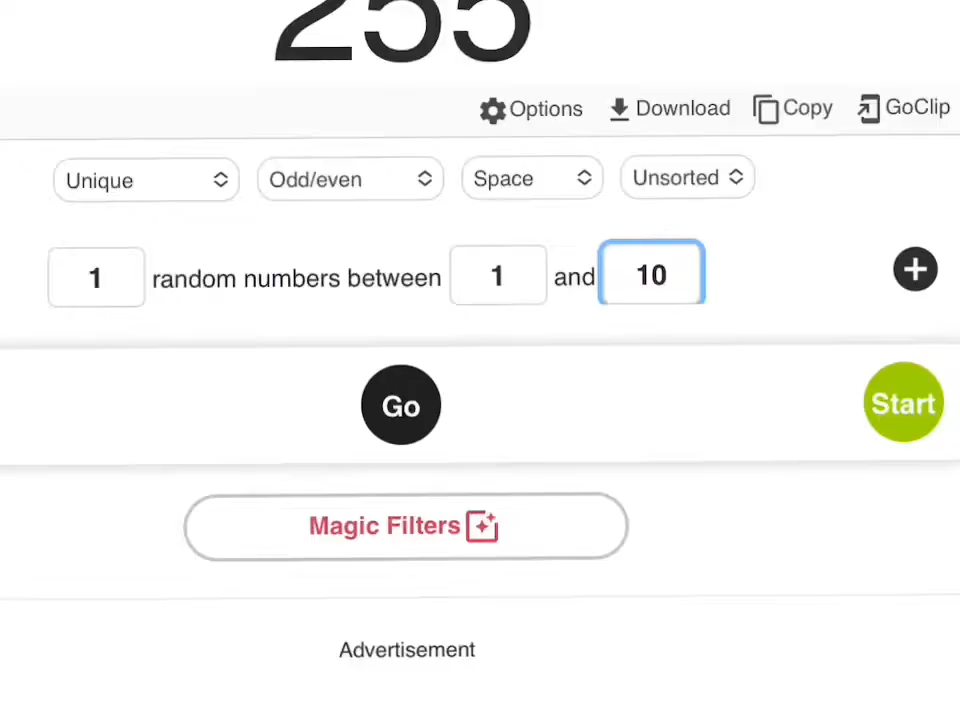 255
Options Download Copy GoClip
Unique Odd/even Space Unsorted
1 random numbers between 1 and 10
Go Start
Magic Filters
Advertisement